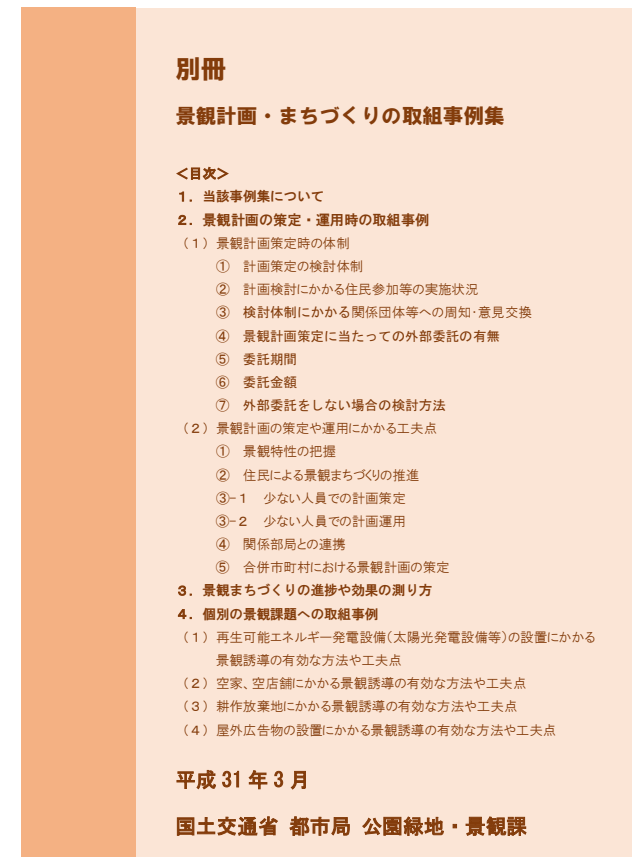 別冊
景観計画・まちづくりの取組事例集
＜目次＞
１．当該事例集について
２．景観計画の策定・運用時の取組事例
（１）景観計画策定時の体制
① 計画策定の検討体制
② 計画検討にかかる住民参加等の実施状況
③ 検討体制にかかる関係団体等への周知・意見交換
④ 景観計画策定に当たっての外部委託の有無
⑤ 委託期間
⑥ 委託金額
⑦ 外部委託をしない場合の検討方法
（２）景観計画の策定や運用にかかる工夫点
① 景観特性の把握
② 住民による景観まちづくりの推進
③-１ 少ない人員での計画策定
③-２ 少ない人員での計画運用
④ 関係部局との連携
⑤ 合併市町村における景観計画の策定
３．景観まちづくりの進捗や効果の測り方
４．個別の景観課題への取組事例
（１）再生可能エネルギー発電設備（太陽光発電設備等）の設置にかかる
景観誘導の有効な方法や工夫点
（２）空家、空店舗にかかる景観誘導の有効な方法や工夫点
（３）耕作放棄地にかかる景観誘導の有効な方法や工夫点
（４）屋外広告物の設置にかかる景観誘導の有効な方法や工夫点
平成 31 年 3 月
国土交通省 都市局 公園緑地・景観課